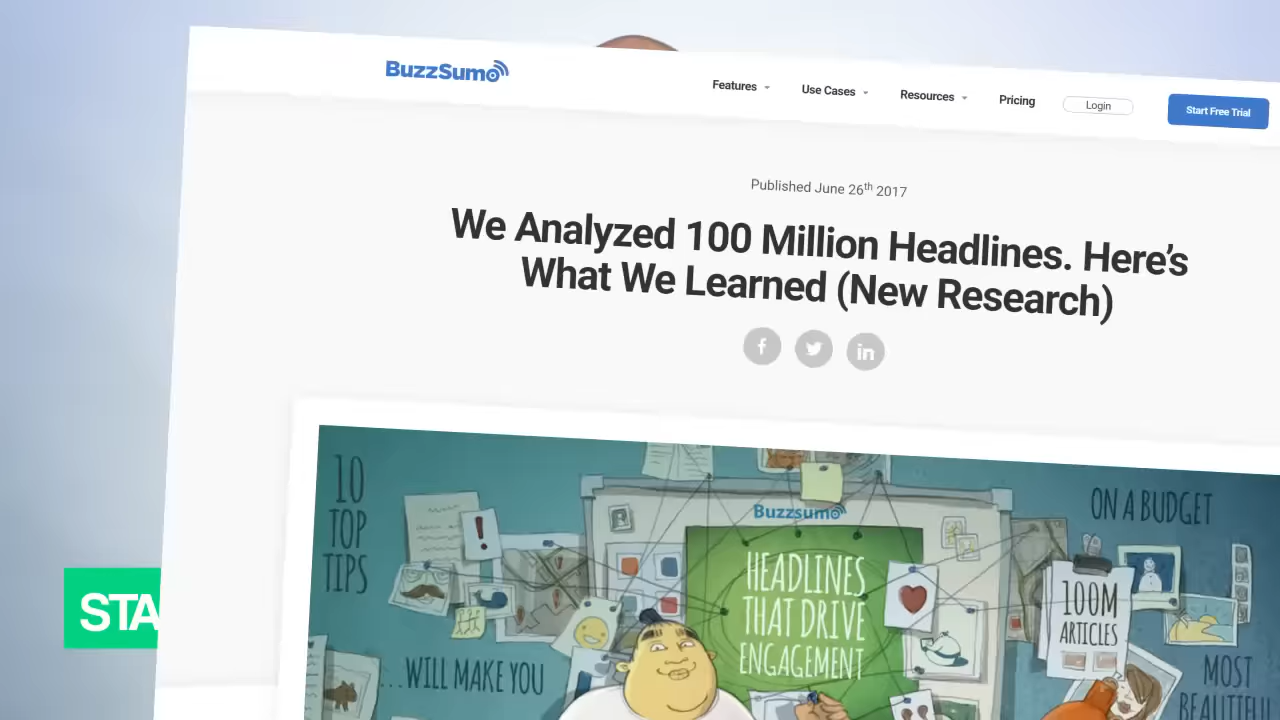 BuzzSumo
Features
Use Cases
Resources
Pricing
Login
Start Free Trial
Published June 26th 2017
We Analyzed 100 Million Headlines. Here's
What We Learned (New Research)
10
TOP
TIPS
Buzzsumo
ON A BUDGET
HEADLINES
THAT DRIVE
ENGAGEMENT
100M
ARTICLES
STA
...WILL MAKE YOU
MOST
BEAUTIFUL